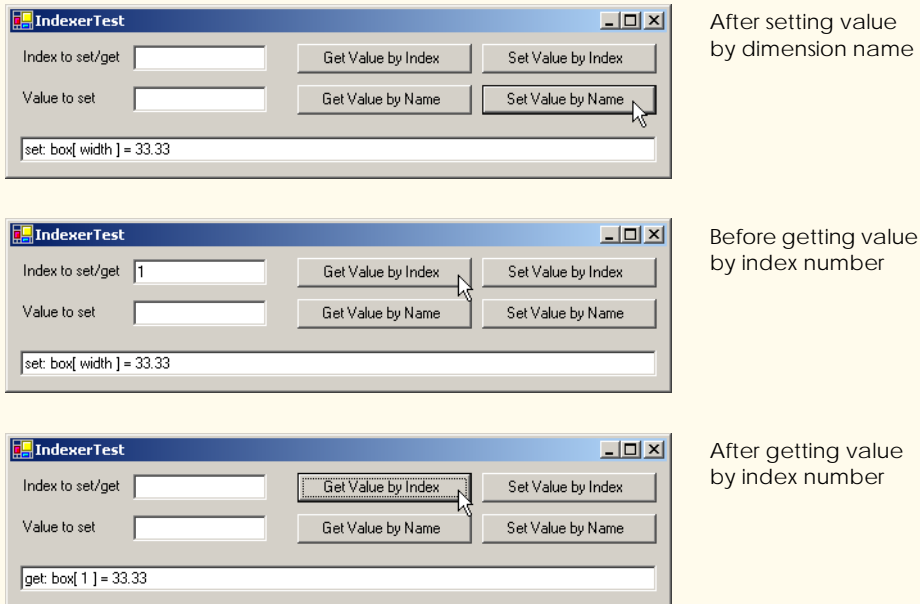 IndexerTest
Index to set/get
Get Value by Index
Set Value by Index
Value to set
Get Value by Name
Set Value by Name
set: box[ width ] = 33.33
After setting value
by dimension name
IndexerTest
Index to set/get
1
Get Value by Index
Set Value by Index
Value to set
Get Value by Name
Set Value by Name
set: box[ width ] = 33.33
Before getting value
by index number
IndexerTest
Index to set/get
Get Value by Index
Set Value by Index
Value to set
Get Value by Name
Set Value by Name
get: box[ 1 ] = 33.33
After getting value
by index number